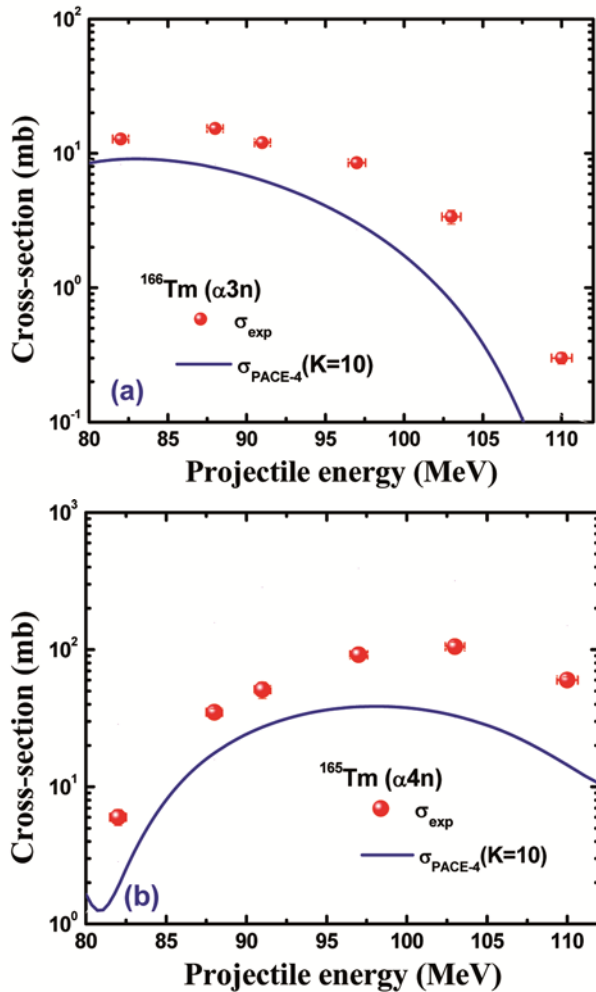 10²
Cross-section (mb)
10¹
10⁰
¹⁶⁶Tm (α3n)
σexp
σPACE-4(K=10)
(a)
10⁻¹
80 85 90 95 100 105 110
Projectile energy (MeV)
10³
Cross-section (mb)
10²
10¹
¹⁶⁵Tm (α4n)
σexp
σPACE-4(K=10)
(b)
10⁰
80 85 90 95 100 105 110
Projectile energy (MeV)